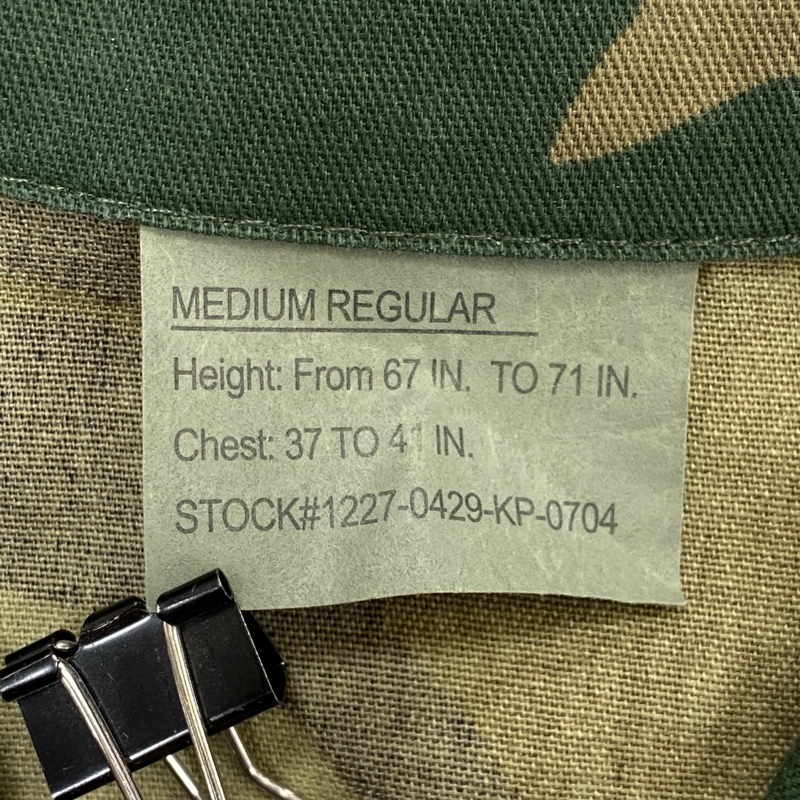 MEDIUM REGULAR
Height: From 67 IN. TO 71 IN.
Chest: 37 TO 41 IN.
STOCK#1227-0429-KP-0704